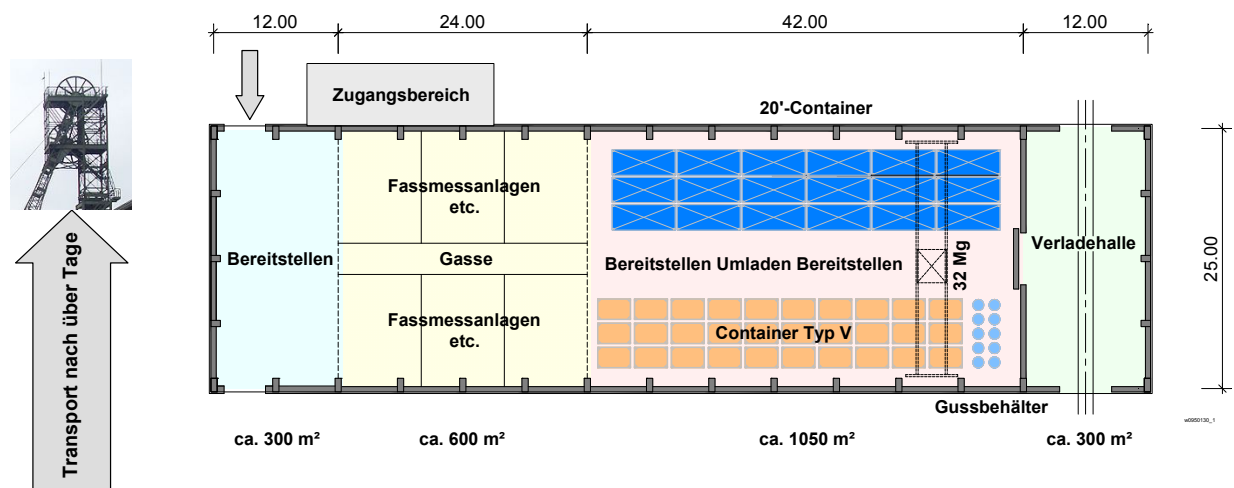 12.00
24.00
42.00
12.00
Zugangsbereich
20'-Container
Transport nach über Tage
Fassmessanlagen
etc.
Bereitstellen
Gasse
Bereitstellen Umladen Bereitstellen
32 Mg
Verladehalle
25.00
Fassmessanlagen
etc.
Container Typ V
Gussbehälter
w0950130_1
ca. 300 m²
ca. 600 m²
ca. 1050 m²
ca. 300 m²